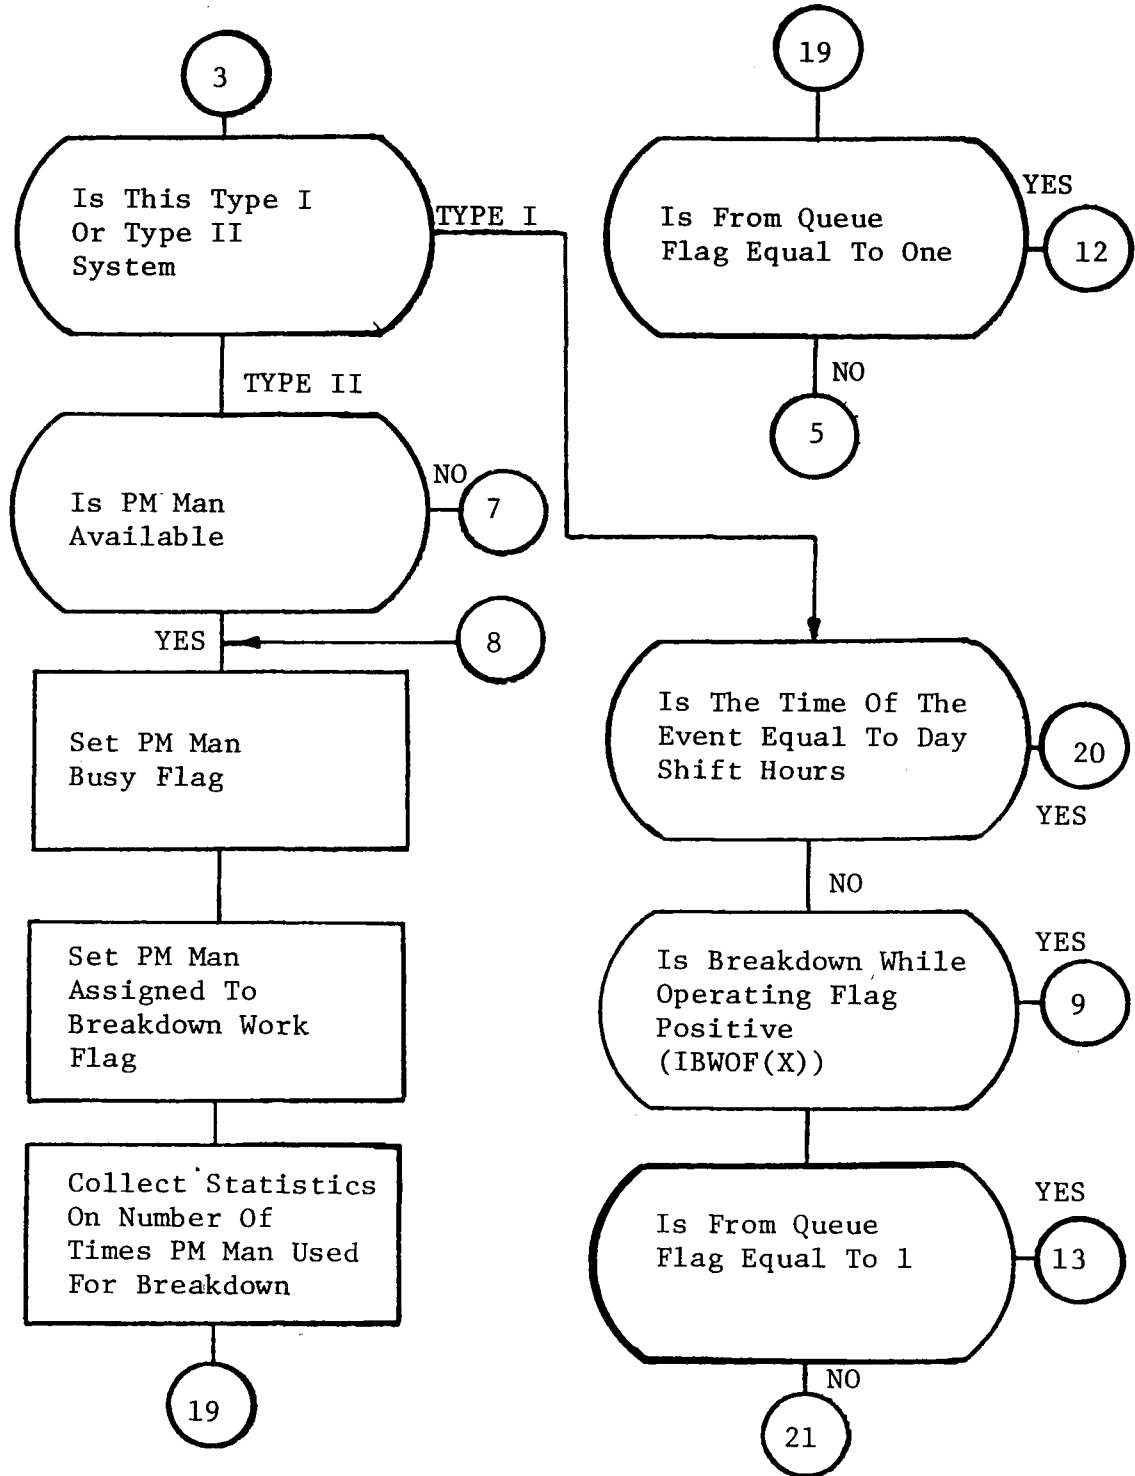 3
Is This Type I
Or Type II
System
TYPE I
TYPE II
Is PM Man
Available
NO
7
YES
8
Set PM Man
Busy Flag
Set PM Man
Assigned To
Breakdown Work
Flag
Collect Statistics
On Number Of
Times PM Man Used
For Breakdown
19
19
Is From Queue
Flag Equal To One
YES
12
NO
5
Is The Time Of The
Event Equal To Day
Shift Hours
20
YES
NO
Is Breakdown While
Operating Flag
Positive
(IBWOF(X))
YES
9
Is From Queue
Flag Equal To 1
YES
13
NO
21